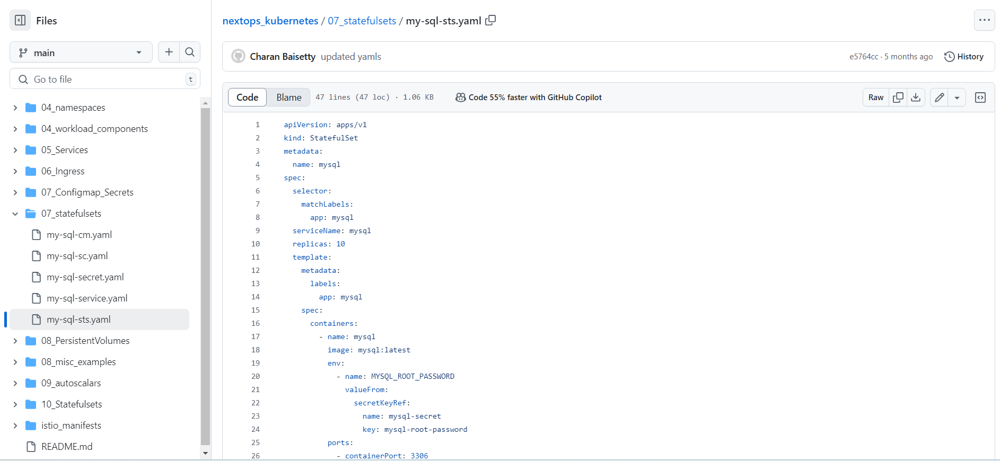 Files
main
Go to file
t
04_namespaces
04_workload_components
05_Services
06_Ingress
07_Configmap_Secrets
07_statefulsets
my-sql-cm.yaml
my-sql-sc.yaml
my-sql-secret.yaml
my-sql-service.yaml
my-sql-sts.yaml
08_PersistentVolumes
08_misc_examples
09_autoscalars
10_Statefulsets
istio_manifests
README.md
nextops_kubernetes / 07_statefulsets / my-sql-sts.yaml
Charan Baisetty updated yamls
e5764cc · 5 months ago
History
Code
Blame
47 lines (47 loc) · 1.06 KB
Code 55% faster with GitHub Copilot
Raw
1 apiVersion: apps/v1
2 kind: StatefulSet
3 metadata:
4   name: mysql
5 spec:
6   selector:
7     matchLabels:
8       app: mysql
9   serviceName: mysql
10   replicas: 10
11   template:
12     metadata:
13       labels:
14         app: mysql
15     spec:
16       containers:
17         - name: mysql
18           image: mysql:latest
19           env:
20             - name: MYSQL_ROOT_PASSWORD
21               valueFrom:
22                 secretKeyRef:
23                   name: mysql-secret
24                   key: mysql-root-password
25           ports:
26             - containerPort: 3306